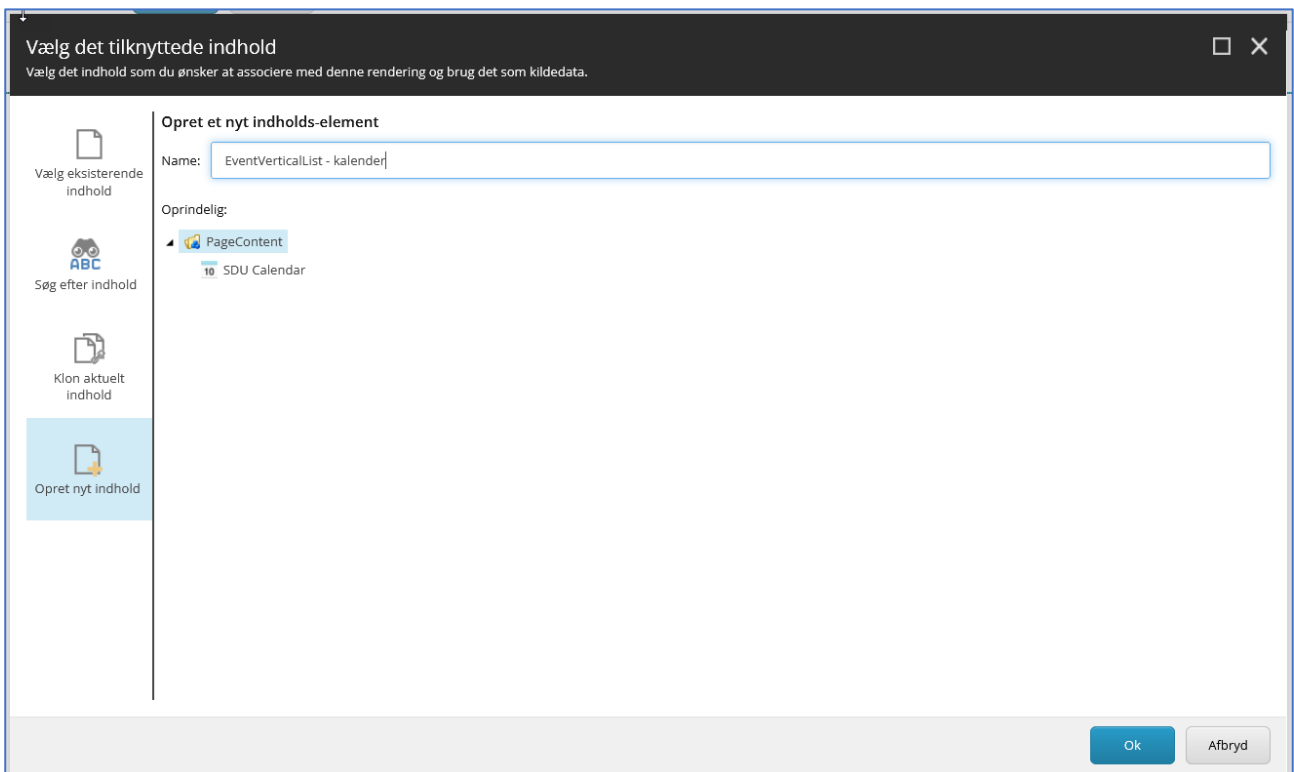 Vælg det tilknyttede indhold
Vælg det indhold som du ønsker at associere med denne rendering og brug det som kildedata.
Vælg eksisterende
indhold
ABC
Søg efter indhold
Klon aktuelt
indhold
Opret nyt indhold
Opret et nyt indholds-element
Name: EventVerticalList - kalender
Oprindelig:
PageContent
10 SDU Calendar
Ok Afbryd